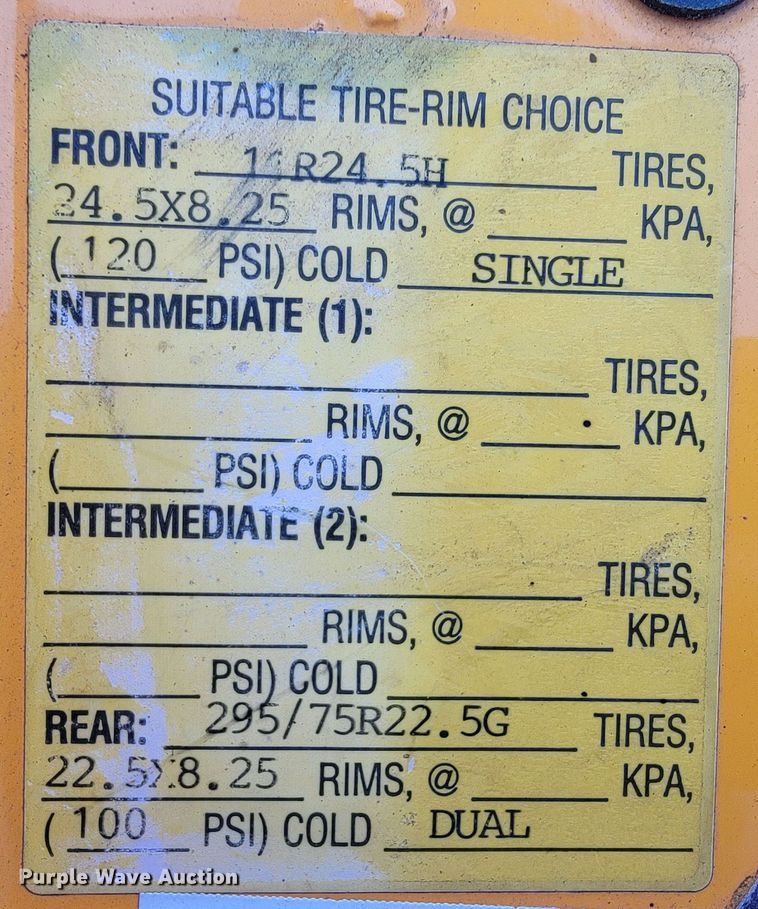 SUITABLE TIRE-RIM CHOICE
FRONT: 11R24.5H TIRES,
24.5X8.25 RIMS, @ KPA,
(120 PSI) COLD SINGLE
INTERMEDIATE (1):
TIRES,
RIMS, @ KPA,
( PSI) COLD
INTERMEDIATE (2):
TIRES,
RIMS, @ KPA,
( PSI) COLD
REAR: 295/75R22.5G TIRES,
22.5X8.25 RIMS, @ KPA,
(100 PSI) COLD DUAL
Purple Wave Auction